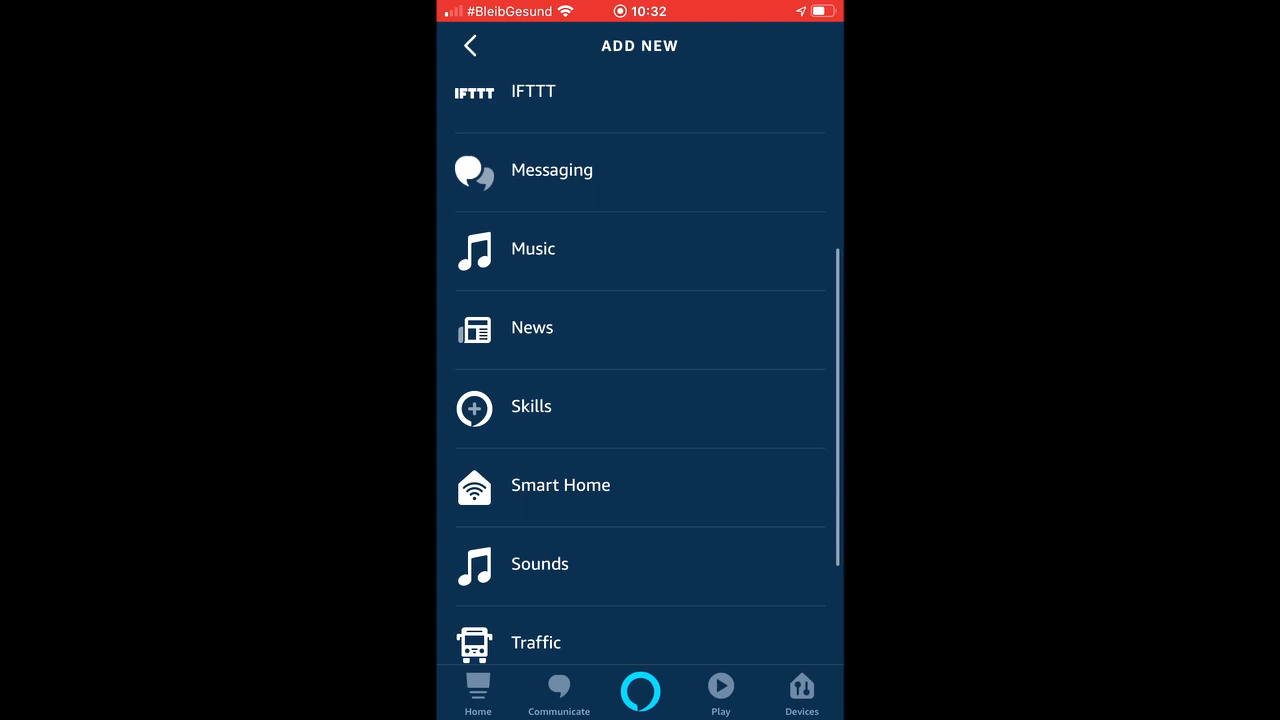 #BleibGesund 10:32
ADD NEW
IFTTT IFTTT
Messaging
Music
News
Skills
Smart Home
Sounds
Traffic
Home Communicate Play Devices